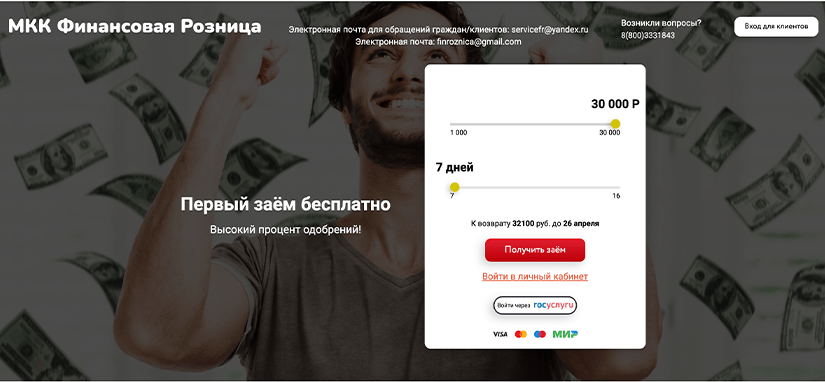 МКК Финансовая Розница
Электронная почта для обращений граждан/клиентов: servicefr@yandex.ru
Электронная почта: finroznica@gmail.com
Возникли вопросы?
8(800)3331843
Вход для клиентов
30 000 Р
1 000
30 000
7 дней
7
16
Первый заём бесплатно
Высокий процент одобрений!
К возврату 32100 руб. до 26 апреля
Получить заём
Войти в личный кабинет
Войти через госуслуги
VISA МИР